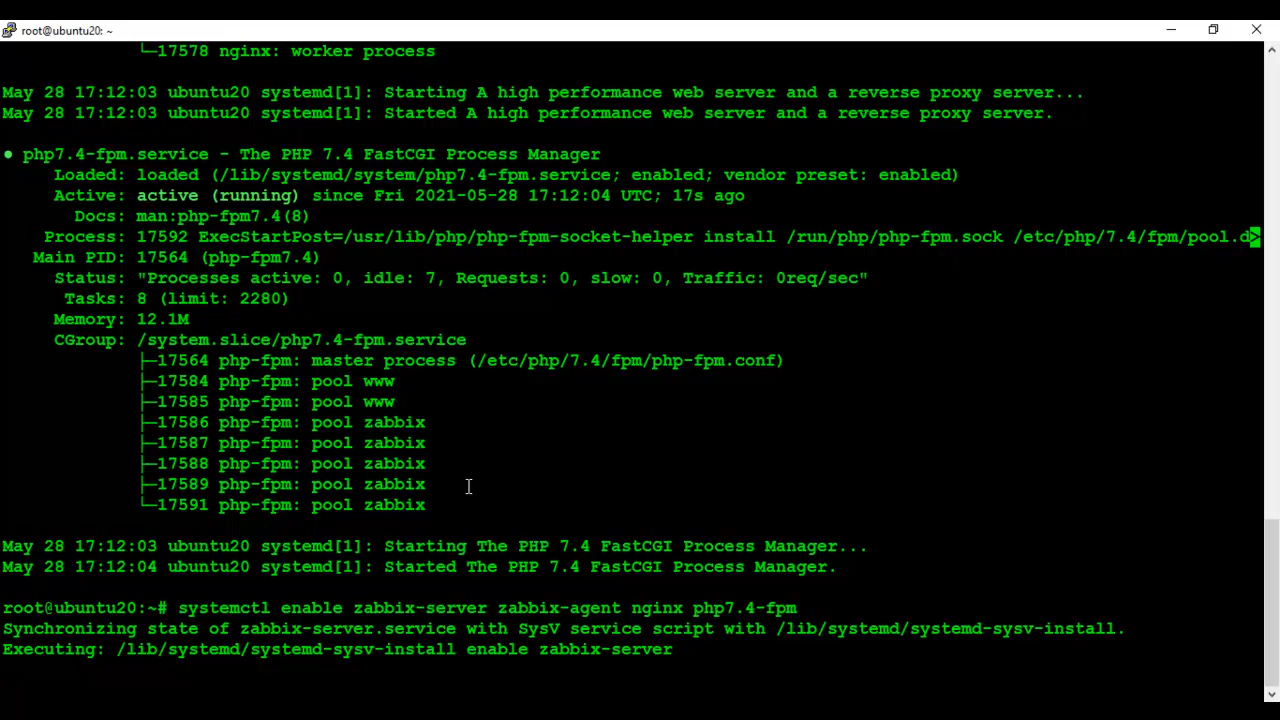 root@ubuntu20: ~
└─17578 nginx: worker process
May 28 17:12:03 ubuntu20 systemd[1]: Starting A high performance web server and a reverse proxy server...
May 28 17:12:03 ubuntu20 systemd[1]: Started A high performance web server and a reverse proxy server.
● php7.4-fpm.service - The PHP 7.4 FastCGI Process Manager
Loaded: loaded (/lib/systemd/system/php7.4-fpm.service; enabled; vendor preset: enabled)
Active: active (running) since Fri 2021-05-28 17:12:04 UTC; 17s ago
Docs: man:php-fpm7.4(8)
Process: 17592 ExecStartPost=/usr/lib/php/php-fpm-socket-helper install /run/php/php-fpm.sock /etc/php/7.4/fpm/pool.d>
Main PID: 17564 (php-fpm7.4)
Status: "Processes active: 0, idle: 7, Requests: 0, slow: 0, Traffic: 0req/sec"
Tasks: 8 (limit: 2280)
Memory: 12.1M
CGroup: /system.slice/php7.4-fpm.service
├─17564 php-fpm: master process (/etc/php/7.4/fpm/php-fpm.conf)
├─17584 php-fpm: pool www
├─17585 php-fpm: pool www
├─17586 php-fpm: pool zabbix
├─17587 php-fpm: pool zabbix
├─17588 php-fpm: pool zabbix
├─17589 php-fpm: pool zabbix
└─17591 php-fpm: pool zabbix
May 28 17:12:03 ubuntu20 systemd[1]: Starting The PHP 7.4 FastCGI Process Manager...
May 28 17:12:04 ubuntu20 systemd[1]: Started The PHP 7.4 FastCGI Process Manager.
root@ubuntu20:~# systemctl enable zabbix-server zabbix-agent nginx php7.4-fpm
Synchronizing state of zabbix-server.service with SysV service script with /lib/systemd/systemd-sysv-install.
Executing: /lib/systemd/systemd-sysv-install enable zabbix-server